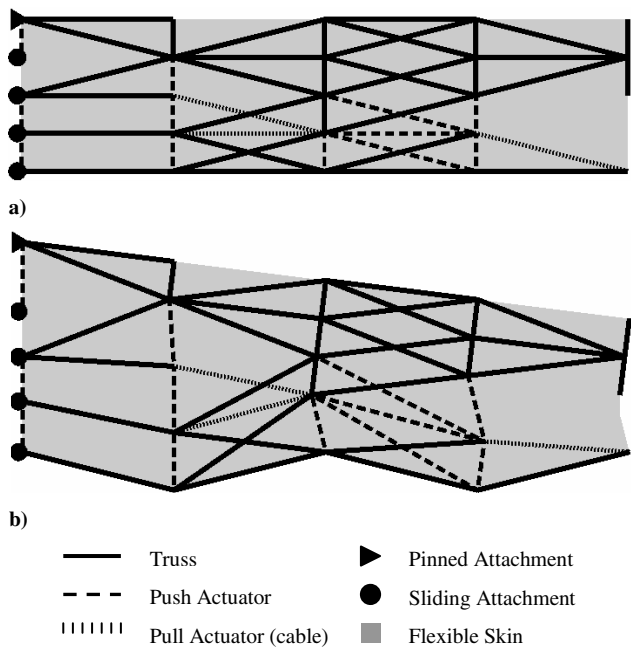 a)
b)
Truss
Pinned Attachment
Push Actuator
Sliding Attachment
Pull Actuator (cable)
Flexible Skin